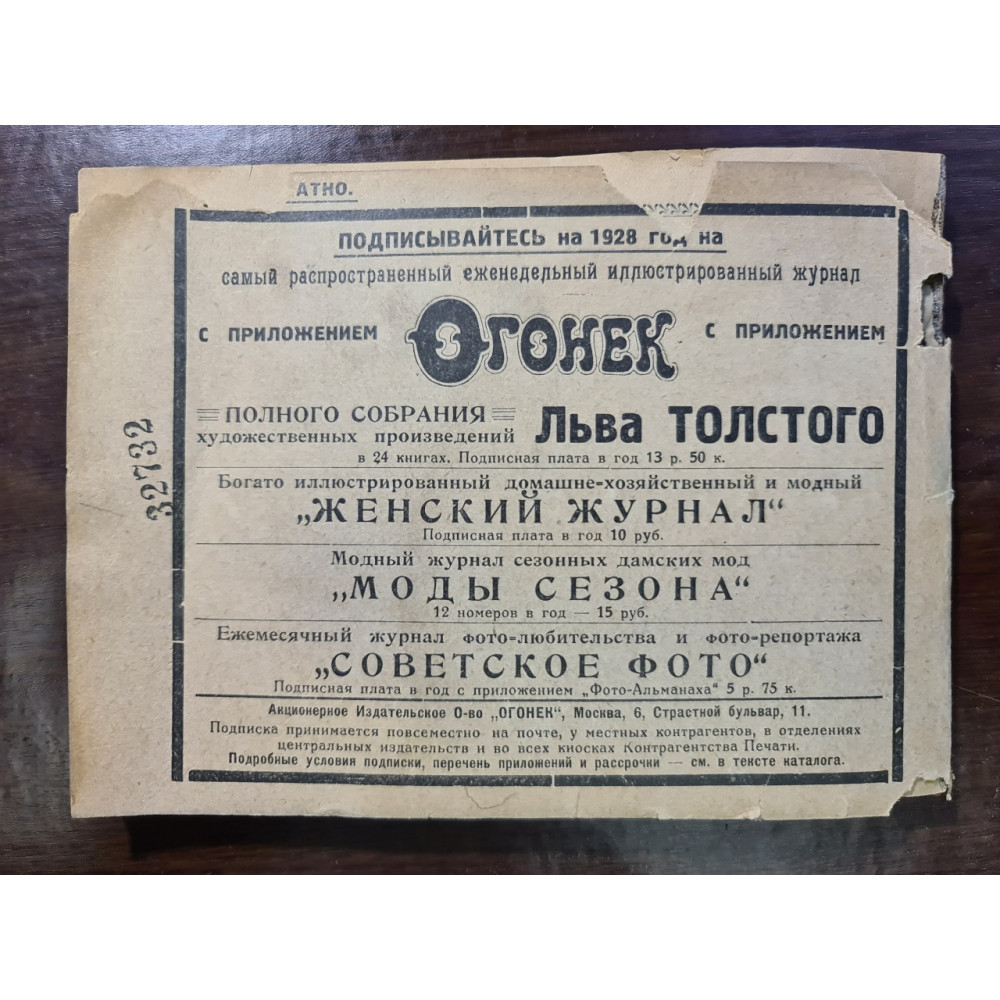 АТНО.
ПОДПИСЫВАЙТЕСЬ на 1928 год на
самый распространенный еженедельный иллюстрированный журнал
С ПРИЛОЖЕНИЕМ ОГОНЕК С ПРИЛОЖЕНИЕМ
ПОЛНОГО СОБРАНИЯ
художественных произведений Льва ТОЛСТОГО
в 24 книгах. Подписная плата в год 13 р. 50 к.
Богато иллюстрированный домашне-хозяйственный и модный
„ЖЕНСКИЙ ЖУРНАЛ“
Подписная плата в год 10 руб.
Модный журнал сезонных дамских мод
„МОДЫ СЕЗОНА“
12 номеров в год — 15 руб.
Ежемесячный журнал фото-любительства и фото-репортажа
„СОВЕТСКОЕ ФОТО“
Подписная плата в год с приложением „Фото-Альманаха“ 5 р. 75 к.
Акционерное Издательское О-во „ОГОНЕК“, Москва, 6, Страстной бульвар, 11.
Подписка принимается повсеместно на почте, у местных контрагентов, в отделениях
центральных издательств и во всех киосках Контрагентства Печати.
Подробные условия подписки, перечень приложений и рассрочки — см. в тексте каталога.
32732